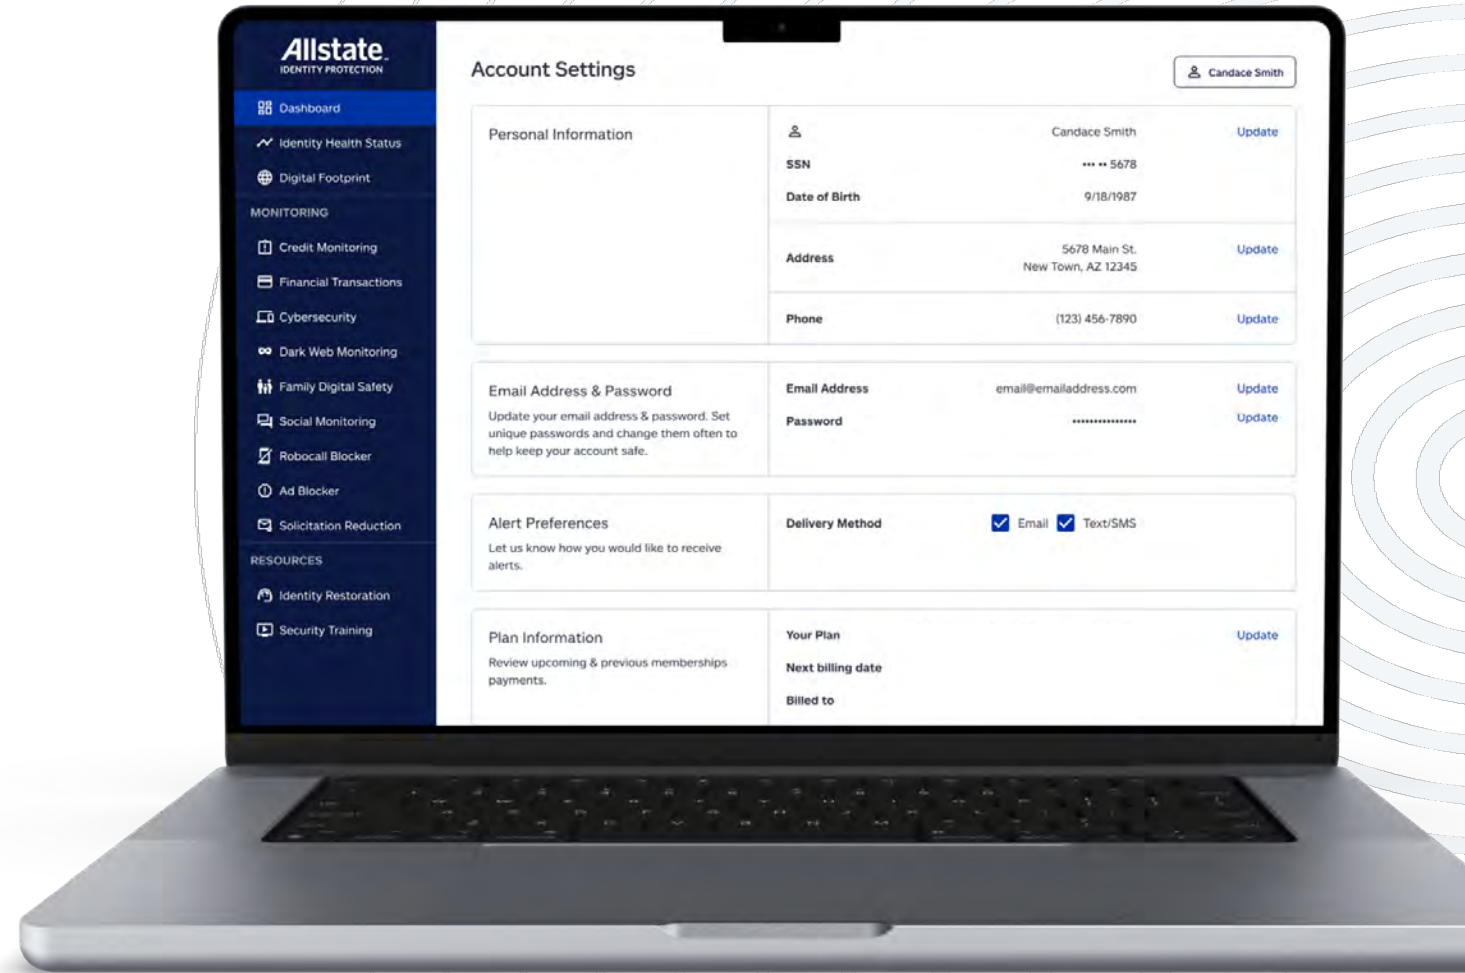 Allstate
IDENTITY PROTECTION
Dashboard
Identity Health Status
Digital Footprint
MONITORING
Credit Monitoring
Financial Transactions
Cybersecurity
Dark Web Monitoring
Family Digital Safety
Social Monitoring
Robocall Blocker
Ad Blocker
Solicitation Reduction
RESOURCES
Identity Restoration
Security Training
Account Settings
Candace Smith
Personal Information
Candace Smith
Update
SSN
••• •• 5678
Date of Birth
9/18/1987
Address
5678 Main St.
New Town, AZ 12345
Update
Phone
(123) 456-7890
Update
Email Address & Password
Update your email address & password. Set
unique passwords and change them often to
help keep your account safe.
Email Address
email@emailaddress.com
Update
Password
•••••••••••••••
Update
Alert Preferences
Let us know how you would like to receive
alerts.
Delivery Method
Email
Text/SMS
Plan Information
Review upcoming & previous memberships
payments.
Your Plan
Update
Next billing date
Billed to